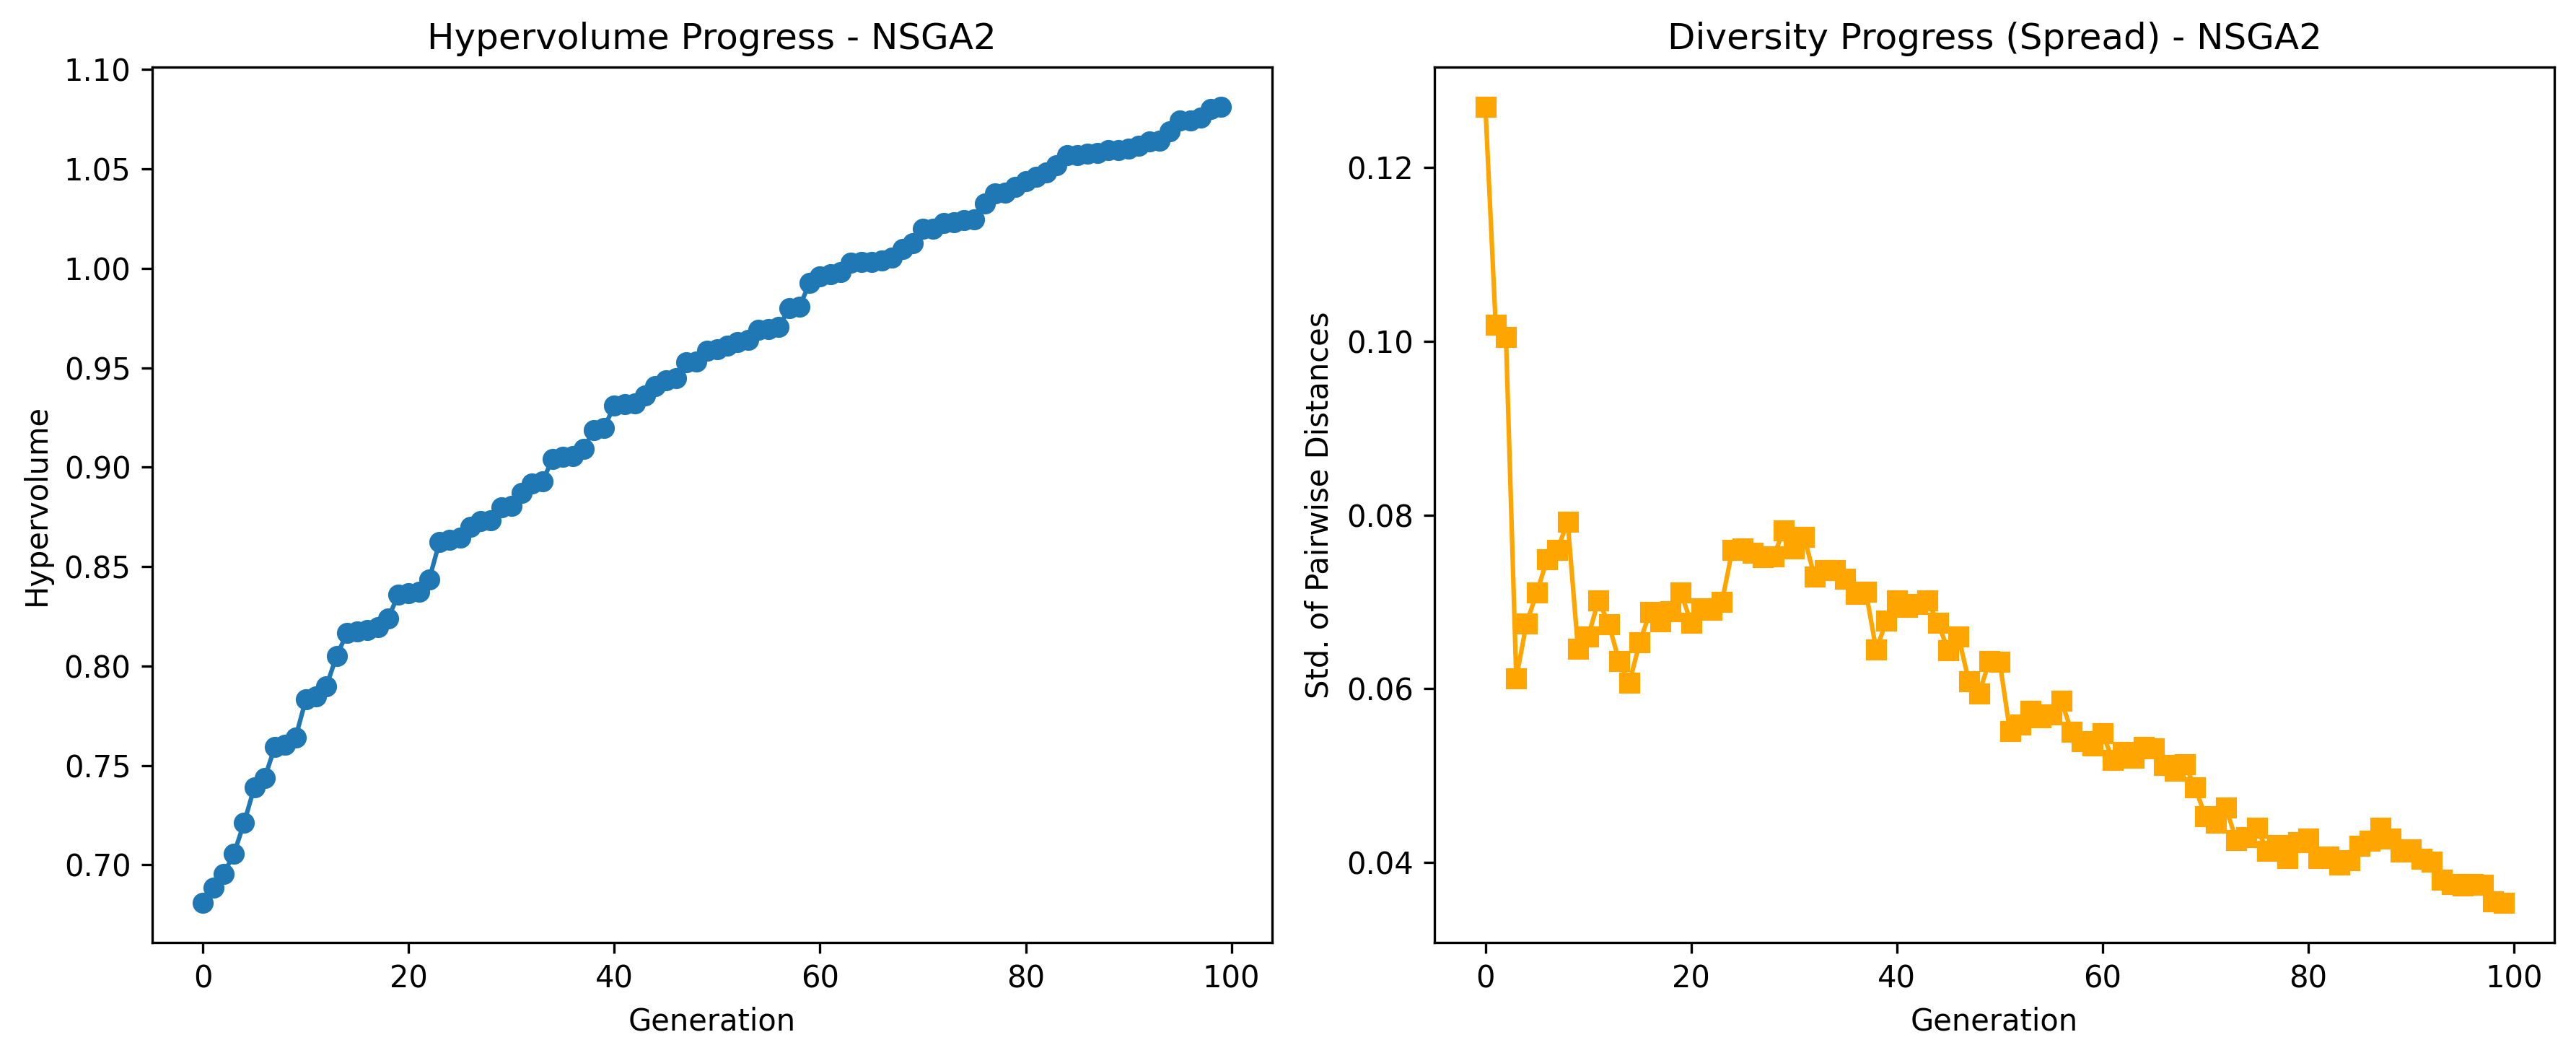 Hypervolume Progress - NSGA2
1.10
1.05
1.00
0.95
0.90
0.85
0.80
0.75
0.70
Hypervolume
0 20 40 60 80 100
Generation
Diversity Progress (Spread) - NSGA2
0.12
0.10
0.08
0.06
0.04
Std. of Pairwise Distances
0 20 40 60 80 100
Generation